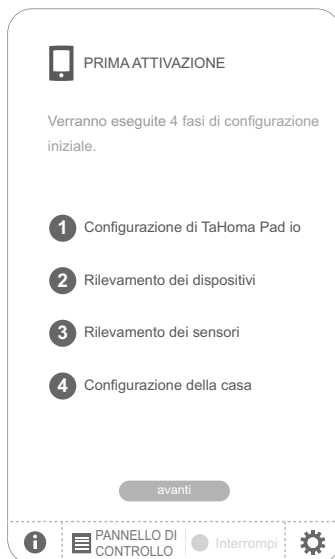 PRIMA ATTIVAZIONE
Verranno eseguite 4 fasi di configurazione
iniziale.
1 Configurazione di TaHoma Pad io
2 Rilevamento dei dispositivi
3 Rilevamento dei sensori
4 Configurazione della casa
avanti
i
PANNELLO DI
CONTROLLO
Interrompi